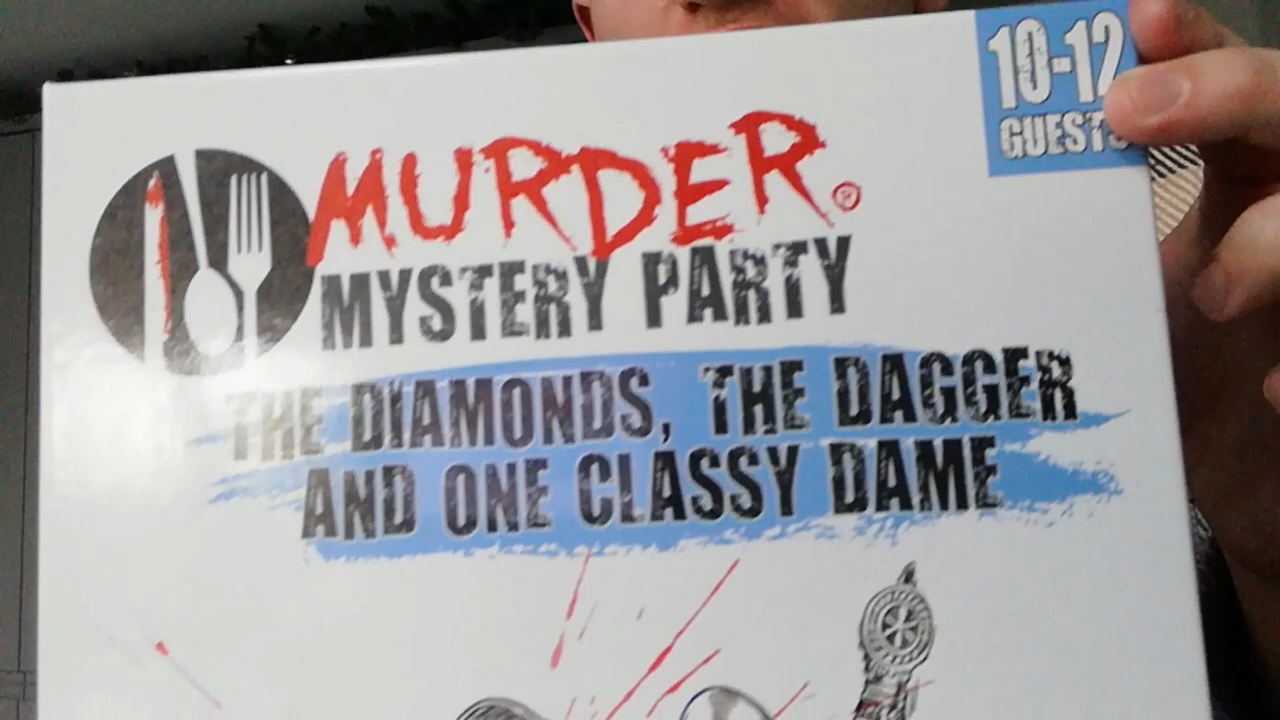 10-12
GUESTS
MURDER®
MYSTERY PARTY
THE DIAMONDS, THE DAGGER
AND ONE CLASSY DAME